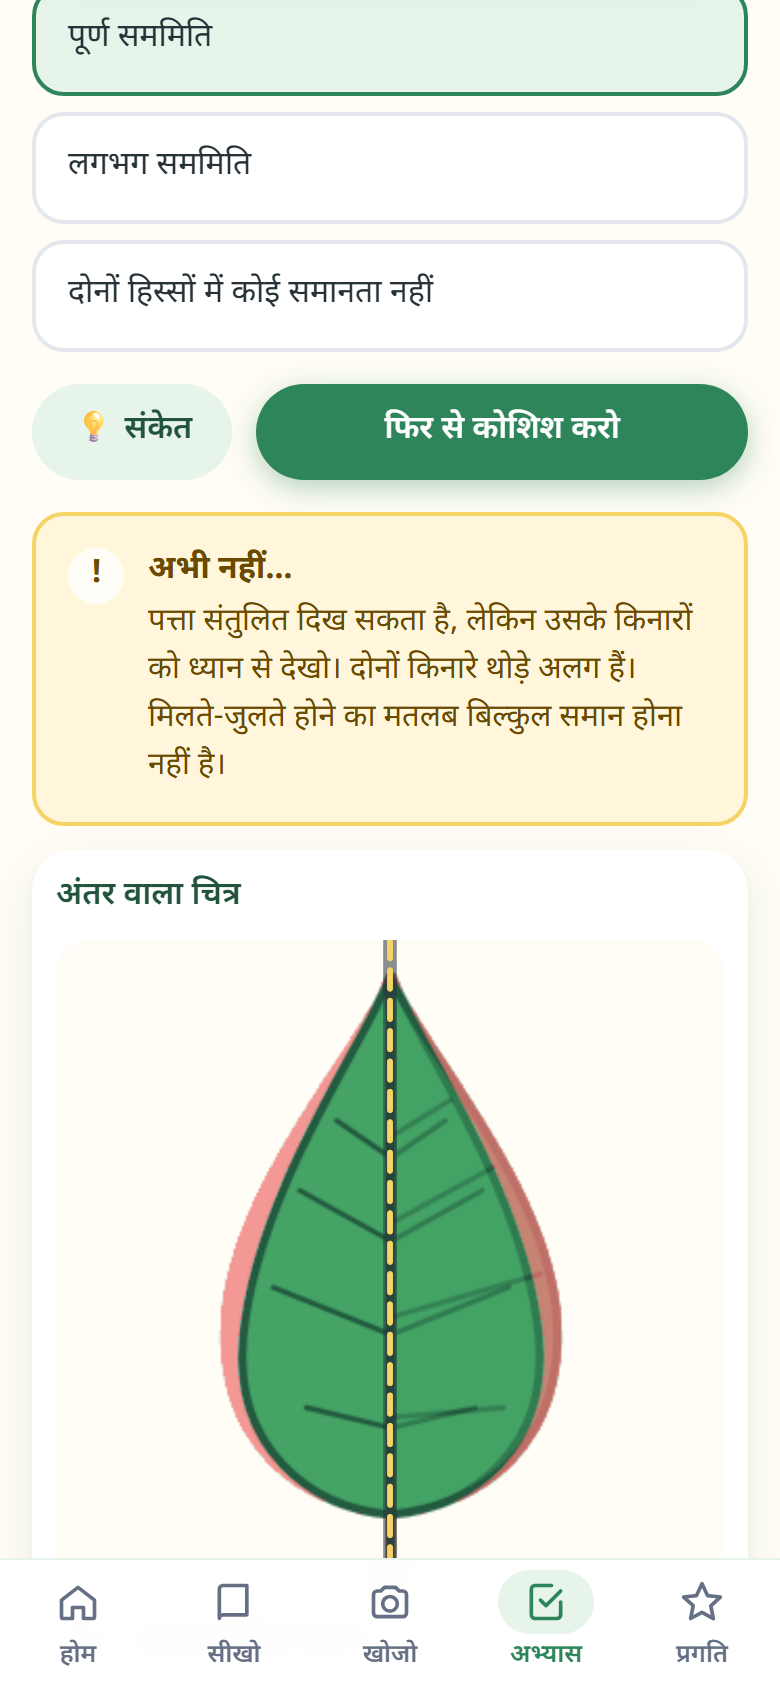 पूर्ण सममिति
लगभग सममिति
दोनों हिस्सों में कोई समानता नहीं
संकेत
फिर से कोशिश करो
!
अभी नहीं...
पत्ता संतुलित दिख सकता है, लेकिन उसके किनारों
को ध्यान से देखो। दोनों किनारे थोड़े अलग हैं।
मिलते-जुलते होने का मतलब बिल्कुल समान होना
नहीं है।
अंतर वाला चित्र
होम
सीखो
खोजो
अभ्यास
प्रगति